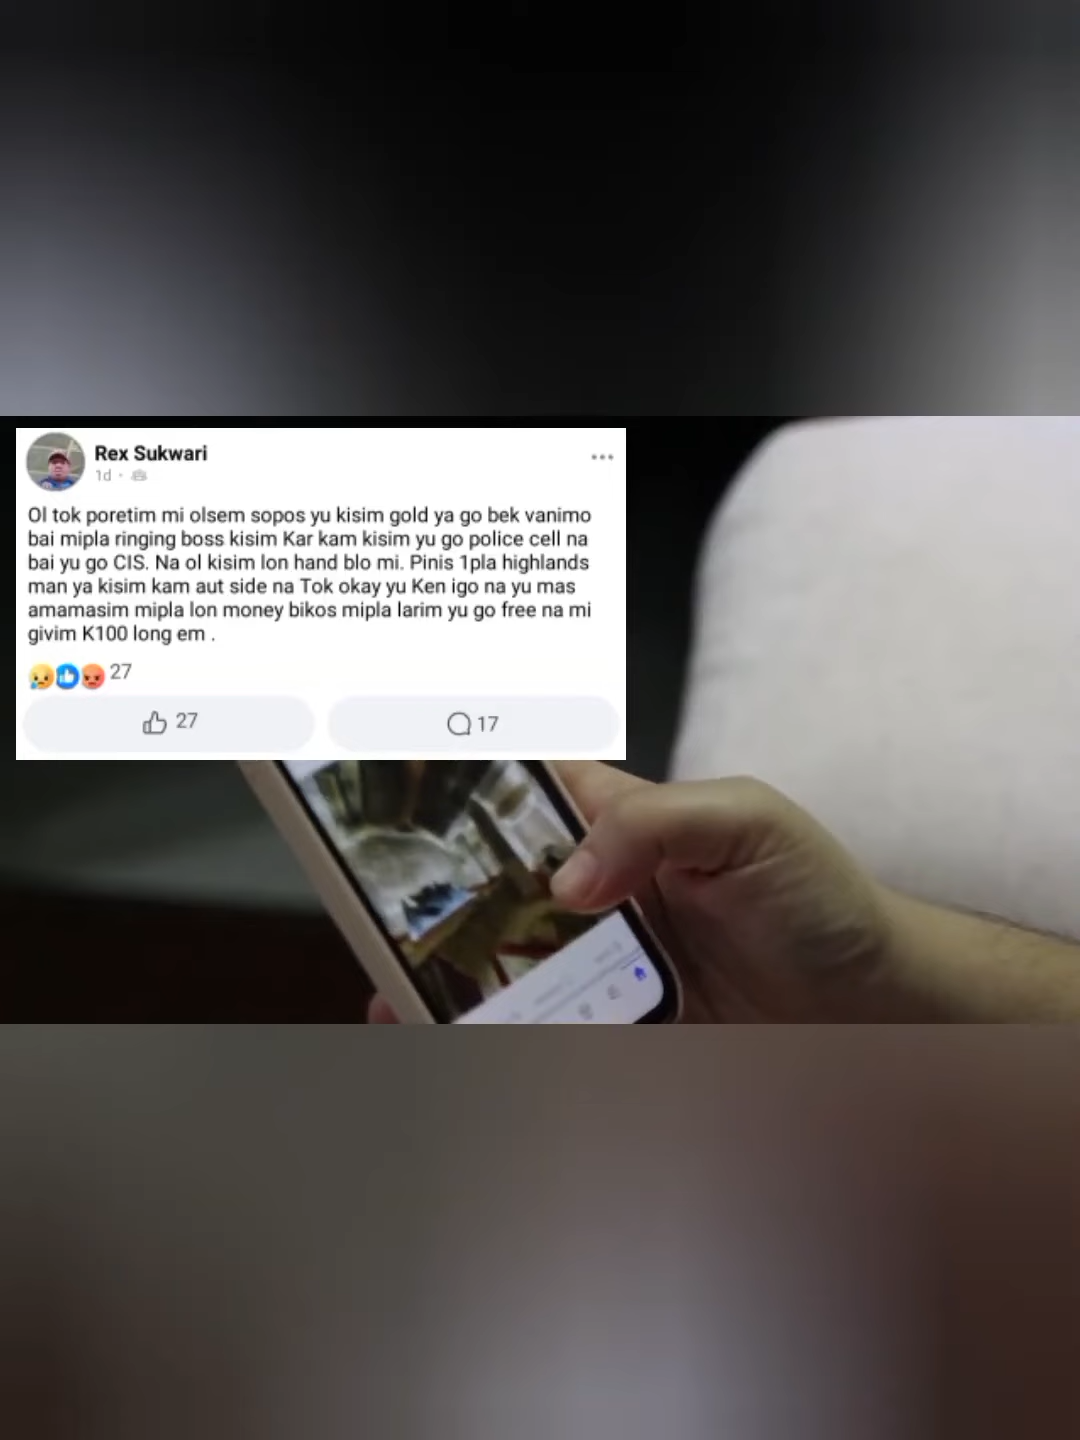 Rex Sukwari
1d
Ol tok poretim mi olsem sopos yu kisim gold ya go bek vanimo
bai mipla ringing boss kisim Kar kam kisim yu go police cell na
bai yu go CIS. Na ol kisim lon hand blo mi. Pinis 1pla highlands
man ya kisim kam aut side na Tok okay yu Ken igo na yu mas
amamasim mipla lon money bikos mipla larim yu go free na mi
givim K100 long em .
27
27
17